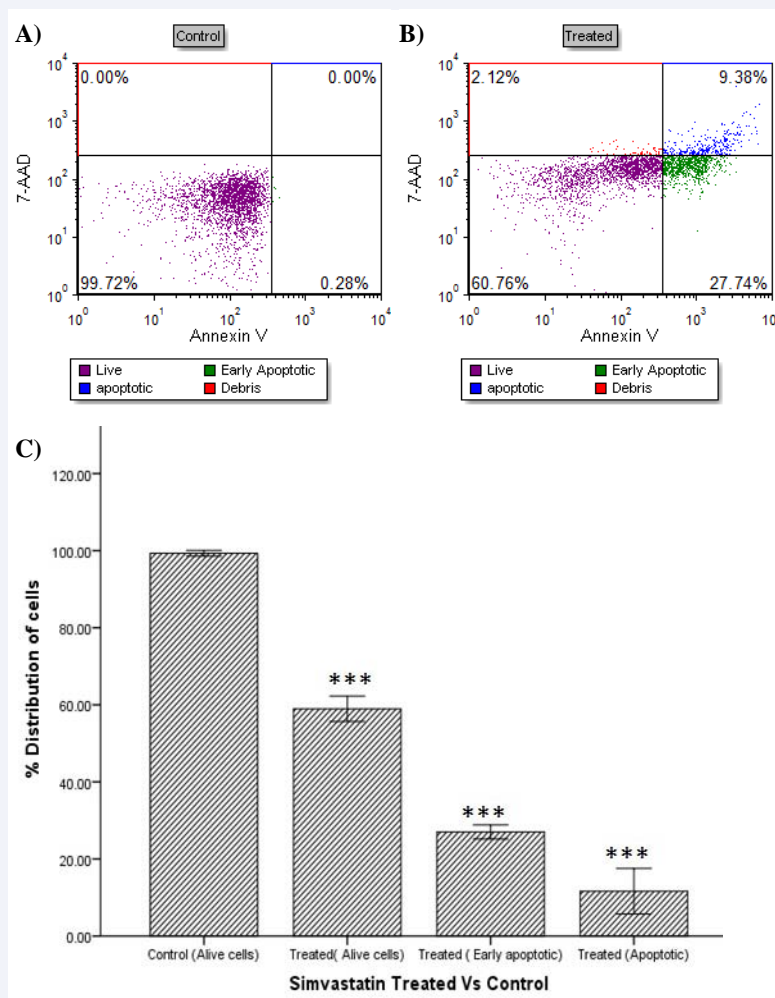 A)
Control
10^4
10^3
10^2
10^1
10^0
7-AAD
0.00%
0.00%
99.72%
0.28%
10^0 10^1 10^2 10^3 10^4
Annexin V
Live
Early Apoptotic
apoptotic
Debris
B)
Treated
10^4
10^3
10^2
10^1
10^0
7-AAD
2.12%
9.38%
60.76%
27.74%
10^0 10^1 10^2 10^3 10^4
Annexin V
Live
Early Apoptotic
apoptotic
Debris
C)
120.00
100.00
80.00
60.00
40.00
20.00
0.00
% Distribution of cells
***
***
***
Control (Alive cells)
Treated( Alive cells)
Treated ( Early apoptotic)
Treated (Apoptotic)
Simvastatin Treated Vs Control